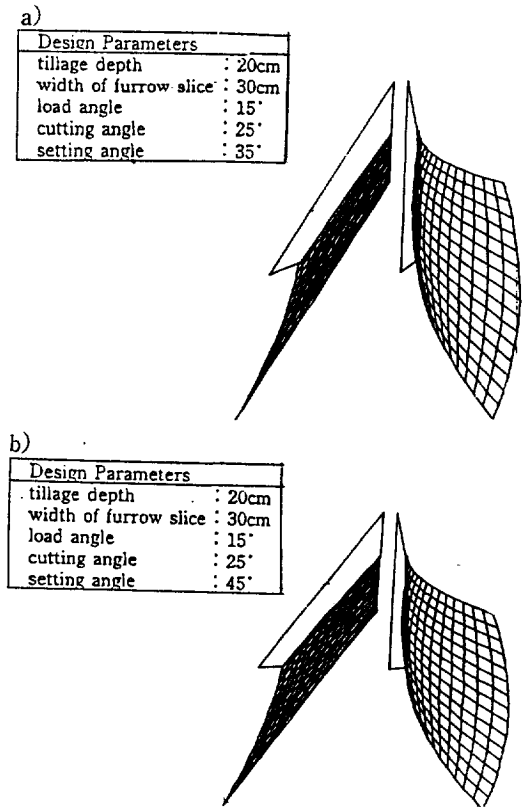 a)
Design Parameters
tillage depth : 20cm
width of furrow slice : 30cm
load angle : 15°
cutting angle : 25°
setting angle : 35°
b)
Design Parameters
tillage depth : 20cm
width of furrow slice : 30cm
load angle : 15°
cutting angle : 25°
setting angle : 45°